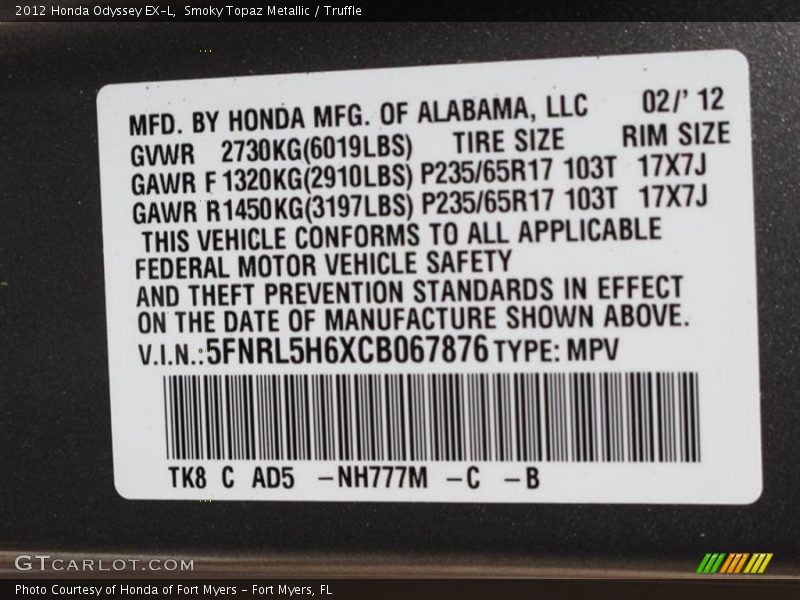 2012 Honda Odyssey EX-L, Smoky Topaz Metallic / Truffle
MFD. BY HONDA MFG. OF ALABAMA, LLC 02/' 12
GVWR 2730KG(6019LBS) TIRE SIZE RIM SIZE
GAWR F 1320KG(2910LBS) P235/65R17 103T 17X7J
GAWR R1450KG(3197LBS) P235/65R17 103T 17X7J
THIS VEHICLE CONFORMS TO ALL APPLICABLE
FEDERAL MOTOR VEHICLE SAFETY
AND THEFT PREVENTION STANDARDS IN EFFECT
ON THE DATE OF MANUFACTURE SHOWN ABOVE.
V.I.N.:5FNRL5H6XCB067876 TYPE: MPV
TK8 C AD5 -NH777M -C -B
GTCARLOT.COM
Photo Courtesy of Honda of Fort Myers - Fort Myers, FL